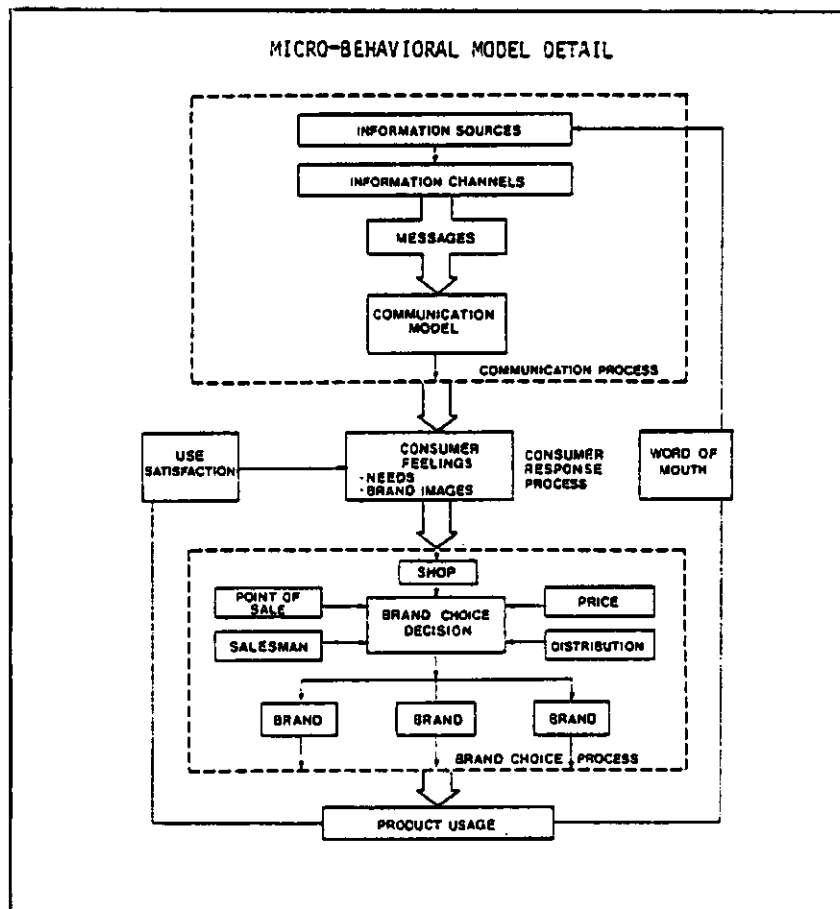 MICRO-BEHAVIORAL MODEL DETAIL
INFORMATION SOURCES
INFORMATION CHANNELS
MESSAGES
COMMUNICATION
MODEL
COMMUNICATION PROCESS
USE
SATISFACTION
CONSUMER
FEELINGS
·NEEDS
·BRAND IMAGES
CONSUMER
RESPONSE
PROCESS
WORD OF
MOUTH
SHOP
POINT OF
SALE
BRAND CHOICE
DECISION
PRICE
SALESMAN
DISTRIBUTION
BRAND
BRAND
BRAND
BRAND CHOICE PROCESS
PRODUCT USAGE